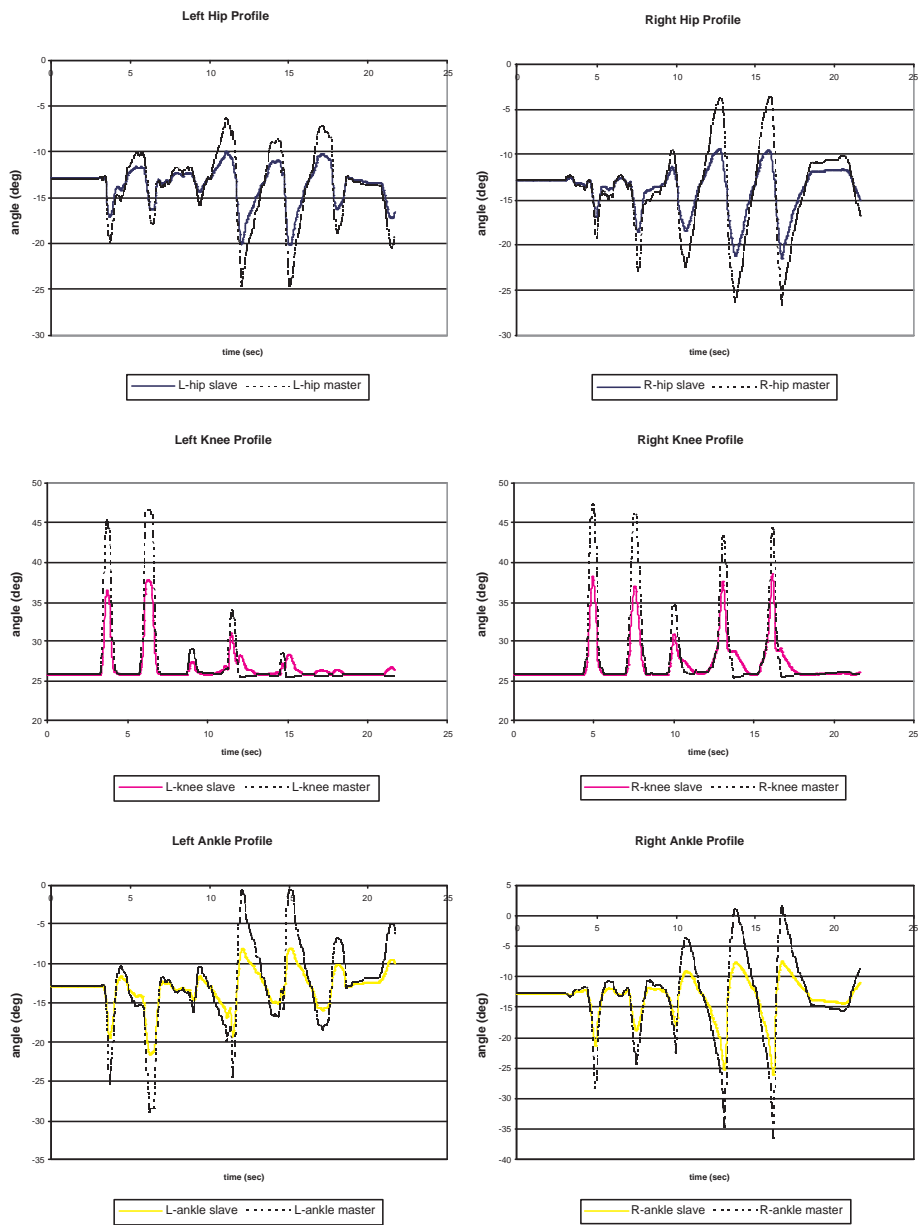 Left Hip Profile
0
0 5 10 15 20 25
-5
-10
-15
-20
-25
-30
angle (deg)
time (sec)
L-hip slave L-hip master
Right Hip Profile
0
0 5 10 15 20 25
-5
-10
-15
-20
-25
-30
angle (deg)
time (sec)
R-hip slave R-hip master
Left Knee Profile
50
45
40
35
30
25
20
0 5 10 15 20 25
angle (deg)
time (sec)
L-knee slave L-knee master
Right Knee Profile
50
45
40
35
30
25
20
0 5 10 15 20 25
angle (deg)
time (sec)
R-knee slave R-knee master
Left Ankle Profile
0
0 5 10 15 20 25
-5
-10
-15
-20
-25
-30
-35
angle (deg)
time (sec)
L-ankle slave L-ankle master
Right Ankle Profile
5
0
0 5 10 15 20 25
-5
-10
-15
-20
-25
-30
-35
-40
angle (deg)
time (sec)
R-ankle slave R-ankle master